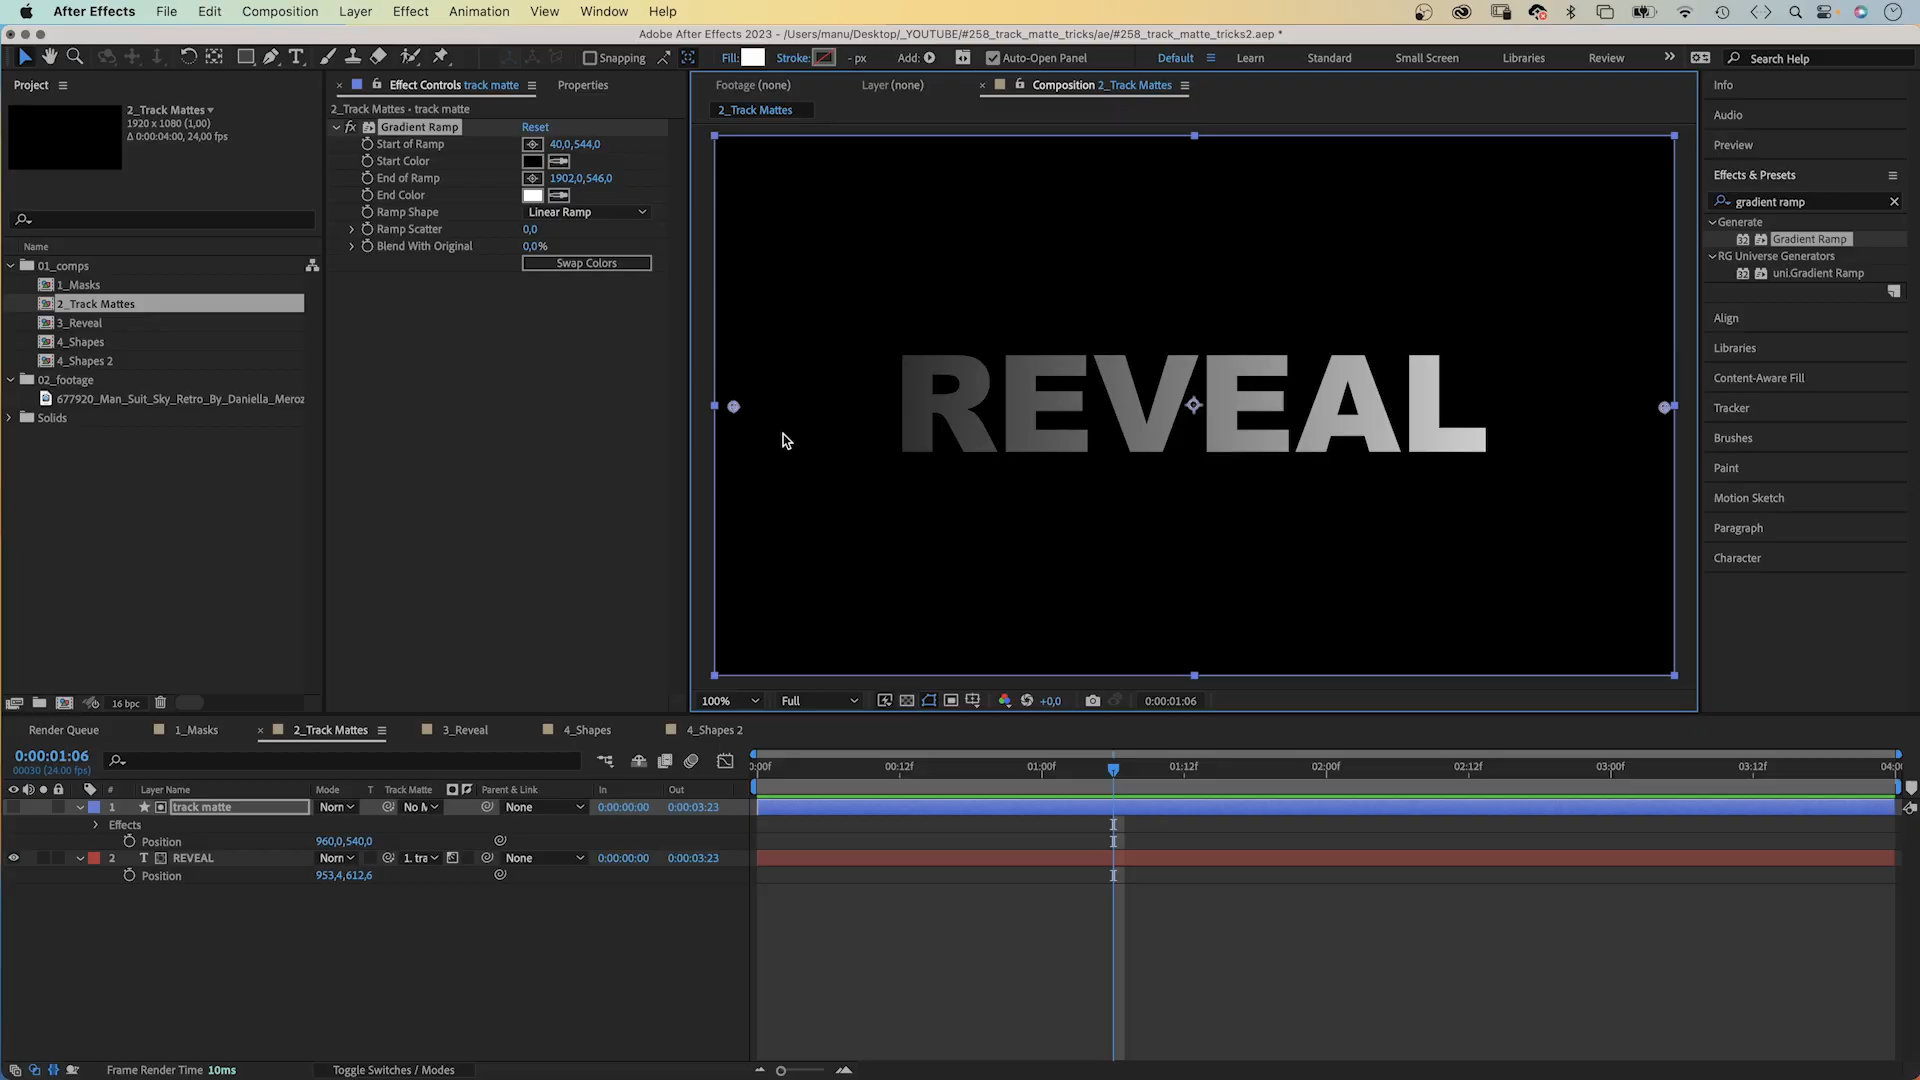 After Effects File Edit Composition Layer Effect Animation View Window Help
Adobe After Effects 2023 - /Users/manu/Desktop/_YOUTUBE/#258_track_matte_tricks/ae/#258_track_matte_tricks2.aep *
Snapping Fill: Stroke: - px Add: Auto-Open Panel Default Learn Standard Small Screen Libraries Review Search Help
Project
2_Track Mattes
1920 x 1080 (1,00)
Δ 0:00:04:00, 24,00 fps
Name
01_comps
1_Masks
2_Track Mattes
3_Reveal
4_Shapes
4_Shapes 2
02_footage
677920_Man_Suit_Sky_Retro_By_Daniella_Meroz
Solids
16 bpc
Effect Controls track matte Properties
2_Track Mattes • track matte
fx Gradient Ramp Reset
Start of Ramp 40,0,544,0
Start Color
End of Ramp 1902,0,546,0
End Color
Ramp Shape Linear Ramp
Ramp Scatter 0,0
Blend With Original 0,0%
Swap Colors
Footage (none) Layer (none) Composition 2_Track Mattes
2_Track Mattes
REVEAL
100% Full +0,0 0:00:01:06
Info
Audio
Preview
Effects & Presets
gradient ramp
Generate
32 Gradient Ramp
RG Universe Generators
32 uni.Gradient Ramp
Align
Libraries
Content-Aware Fill
Tracker
Brushes
Paint
Motion Sketch
Paragraph
Character
Render Queue 1_Masks 2_Track Mattes 3_Reveal 4_Shapes 4_Shapes 2
0:00:01:06
00030 (24.00 fps)
:00f 00:12f 01:00f 01:12f 02:00f 02:12f 03:00f 03:12f 04:0
# Layer Name Mode T Track Matte Parent & Link In Out
1 track matte Norn No M None 0:00:00:00 0:00:03:23
Effects
Position 960,0,540,0
2 T REVEAL Norn 1. tra None 0:00:00:00 0:00:03:23
Position 953,4,612,6
Frame Render Time 10ms Toggle Switches / Modes